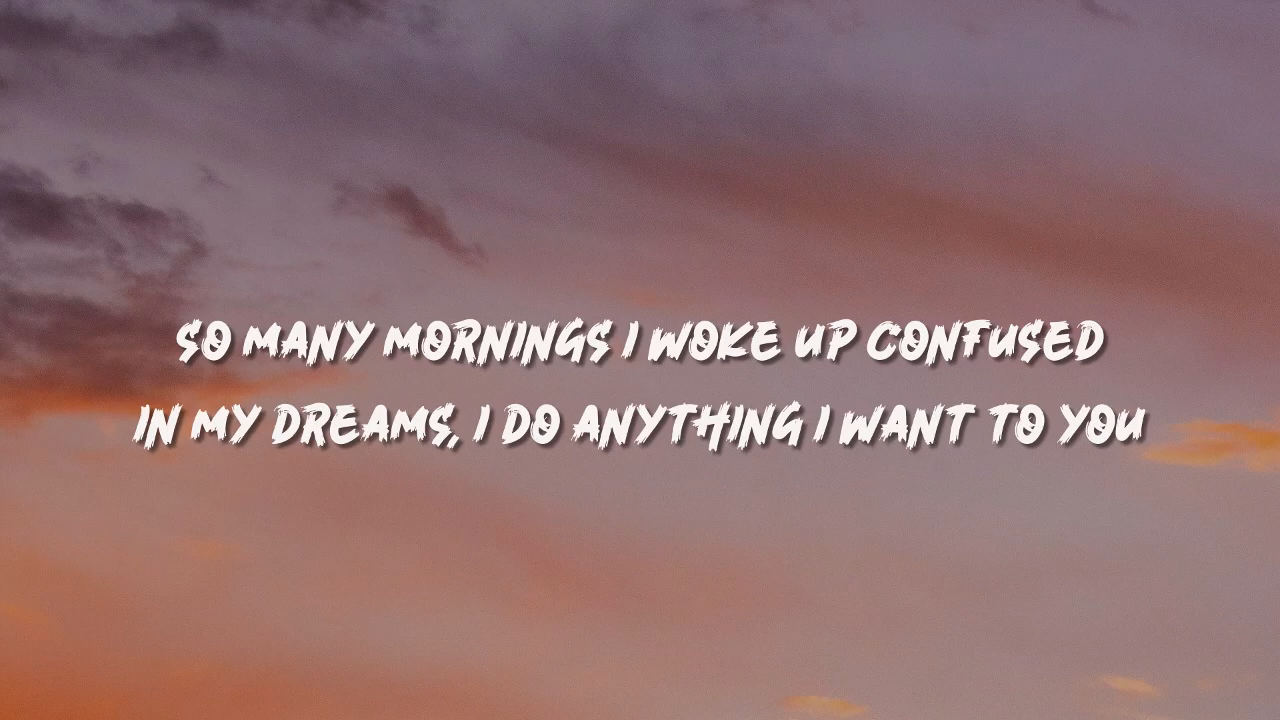 SO MANY MORNINGS I WOKE UP CONFUSED
IN MY DREAMS, I DO ANYTHING I WANT TO YOU